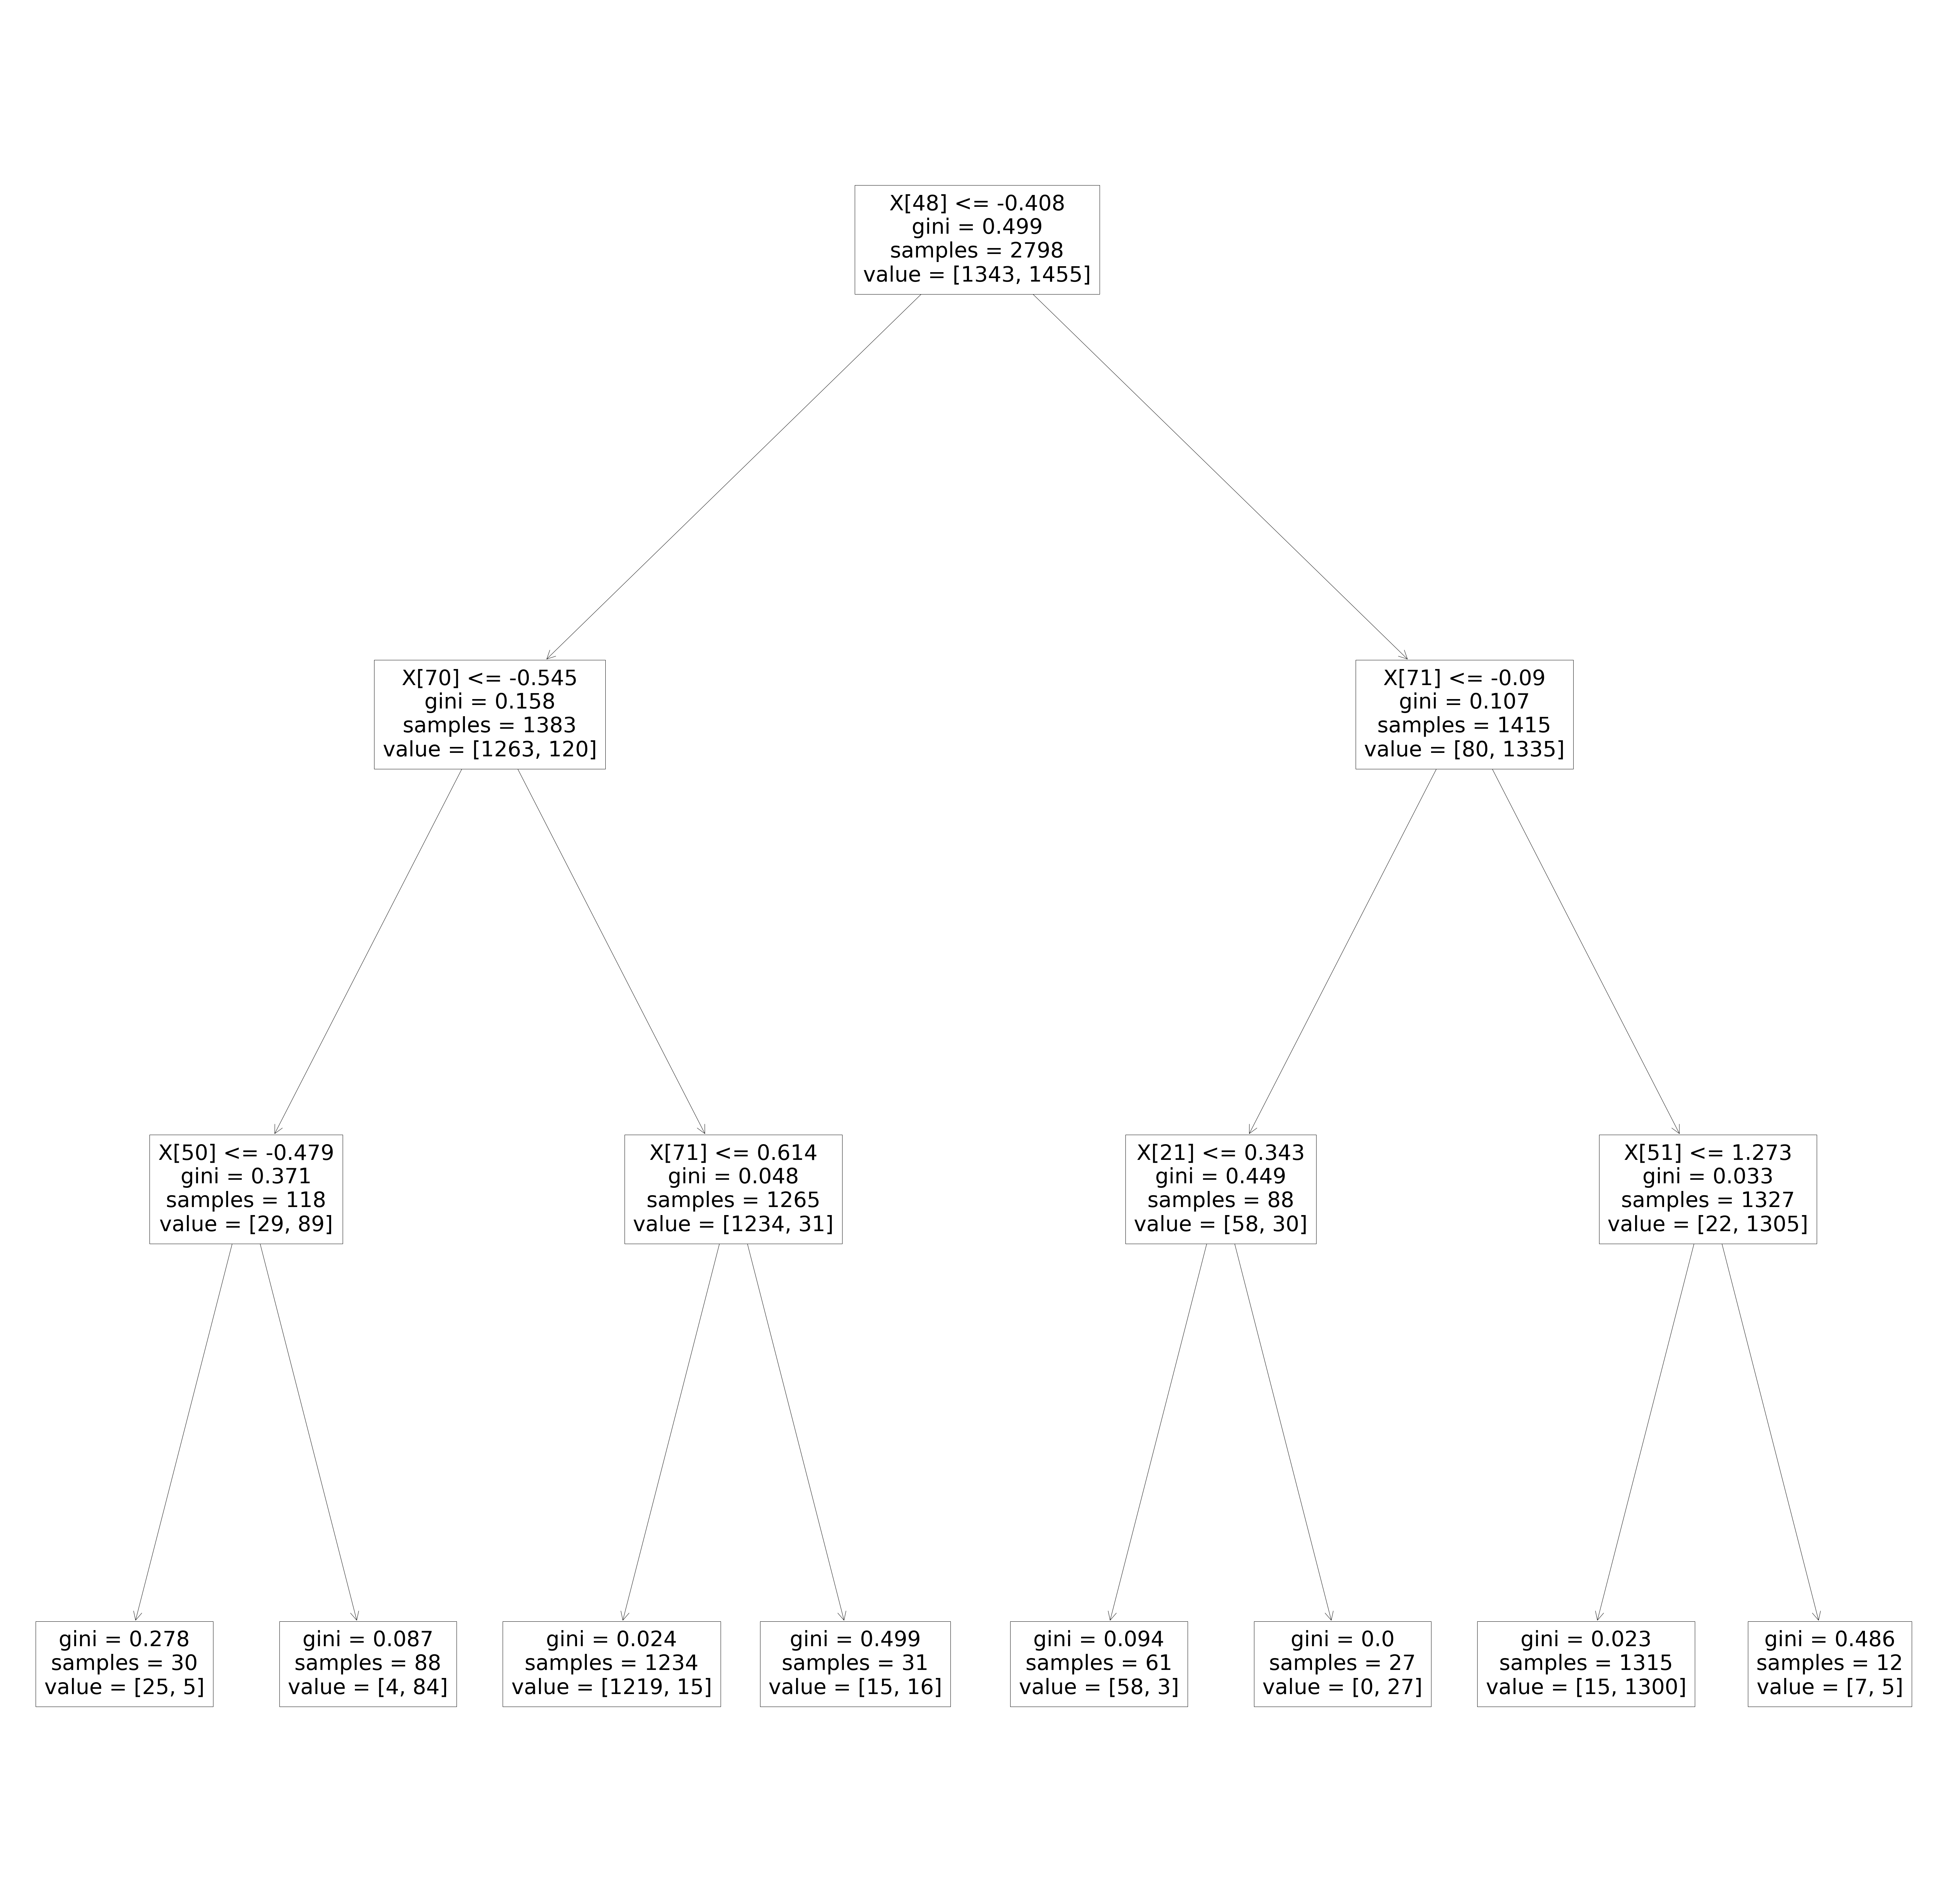 X[48] <= -0.408
gini = 0.499
samples = 2798
value = [1343, 1455]
X[70] <= -0.545
gini = 0.158
samples = 1383
value = [1263, 120]
X[71] <= -0.09
gini = 0.107
samples = 1415
value = [80, 1335]
X[50] <= -0.479
gini = 0.371
samples = 118
value = [29, 89]
X[71] <= 0.614
gini = 0.048
samples = 1265
value = [1234, 31]
X[21] <= 0.343
gini = 0.449
samples = 88
value = [58, 30]
X[51] <= 1.273
gini = 0.033
samples = 1327
value = [22, 1305]
gini = 0.278
samples = 30
value = [25, 5]
gini = 0.087
samples = 88
value = [4, 84]
gini = 0.024
samples = 1234
value = [1219, 15]
gini = 0.499
samples = 31
value = [15, 16]
gini = 0.094
samples = 61
value = [58, 3]
gini = 0.0
samples = 27
value = [0, 27]
gini = 0.023
samples = 1315
value = [15, 1300]
gini = 0.486
samples = 12
value = [7, 5]